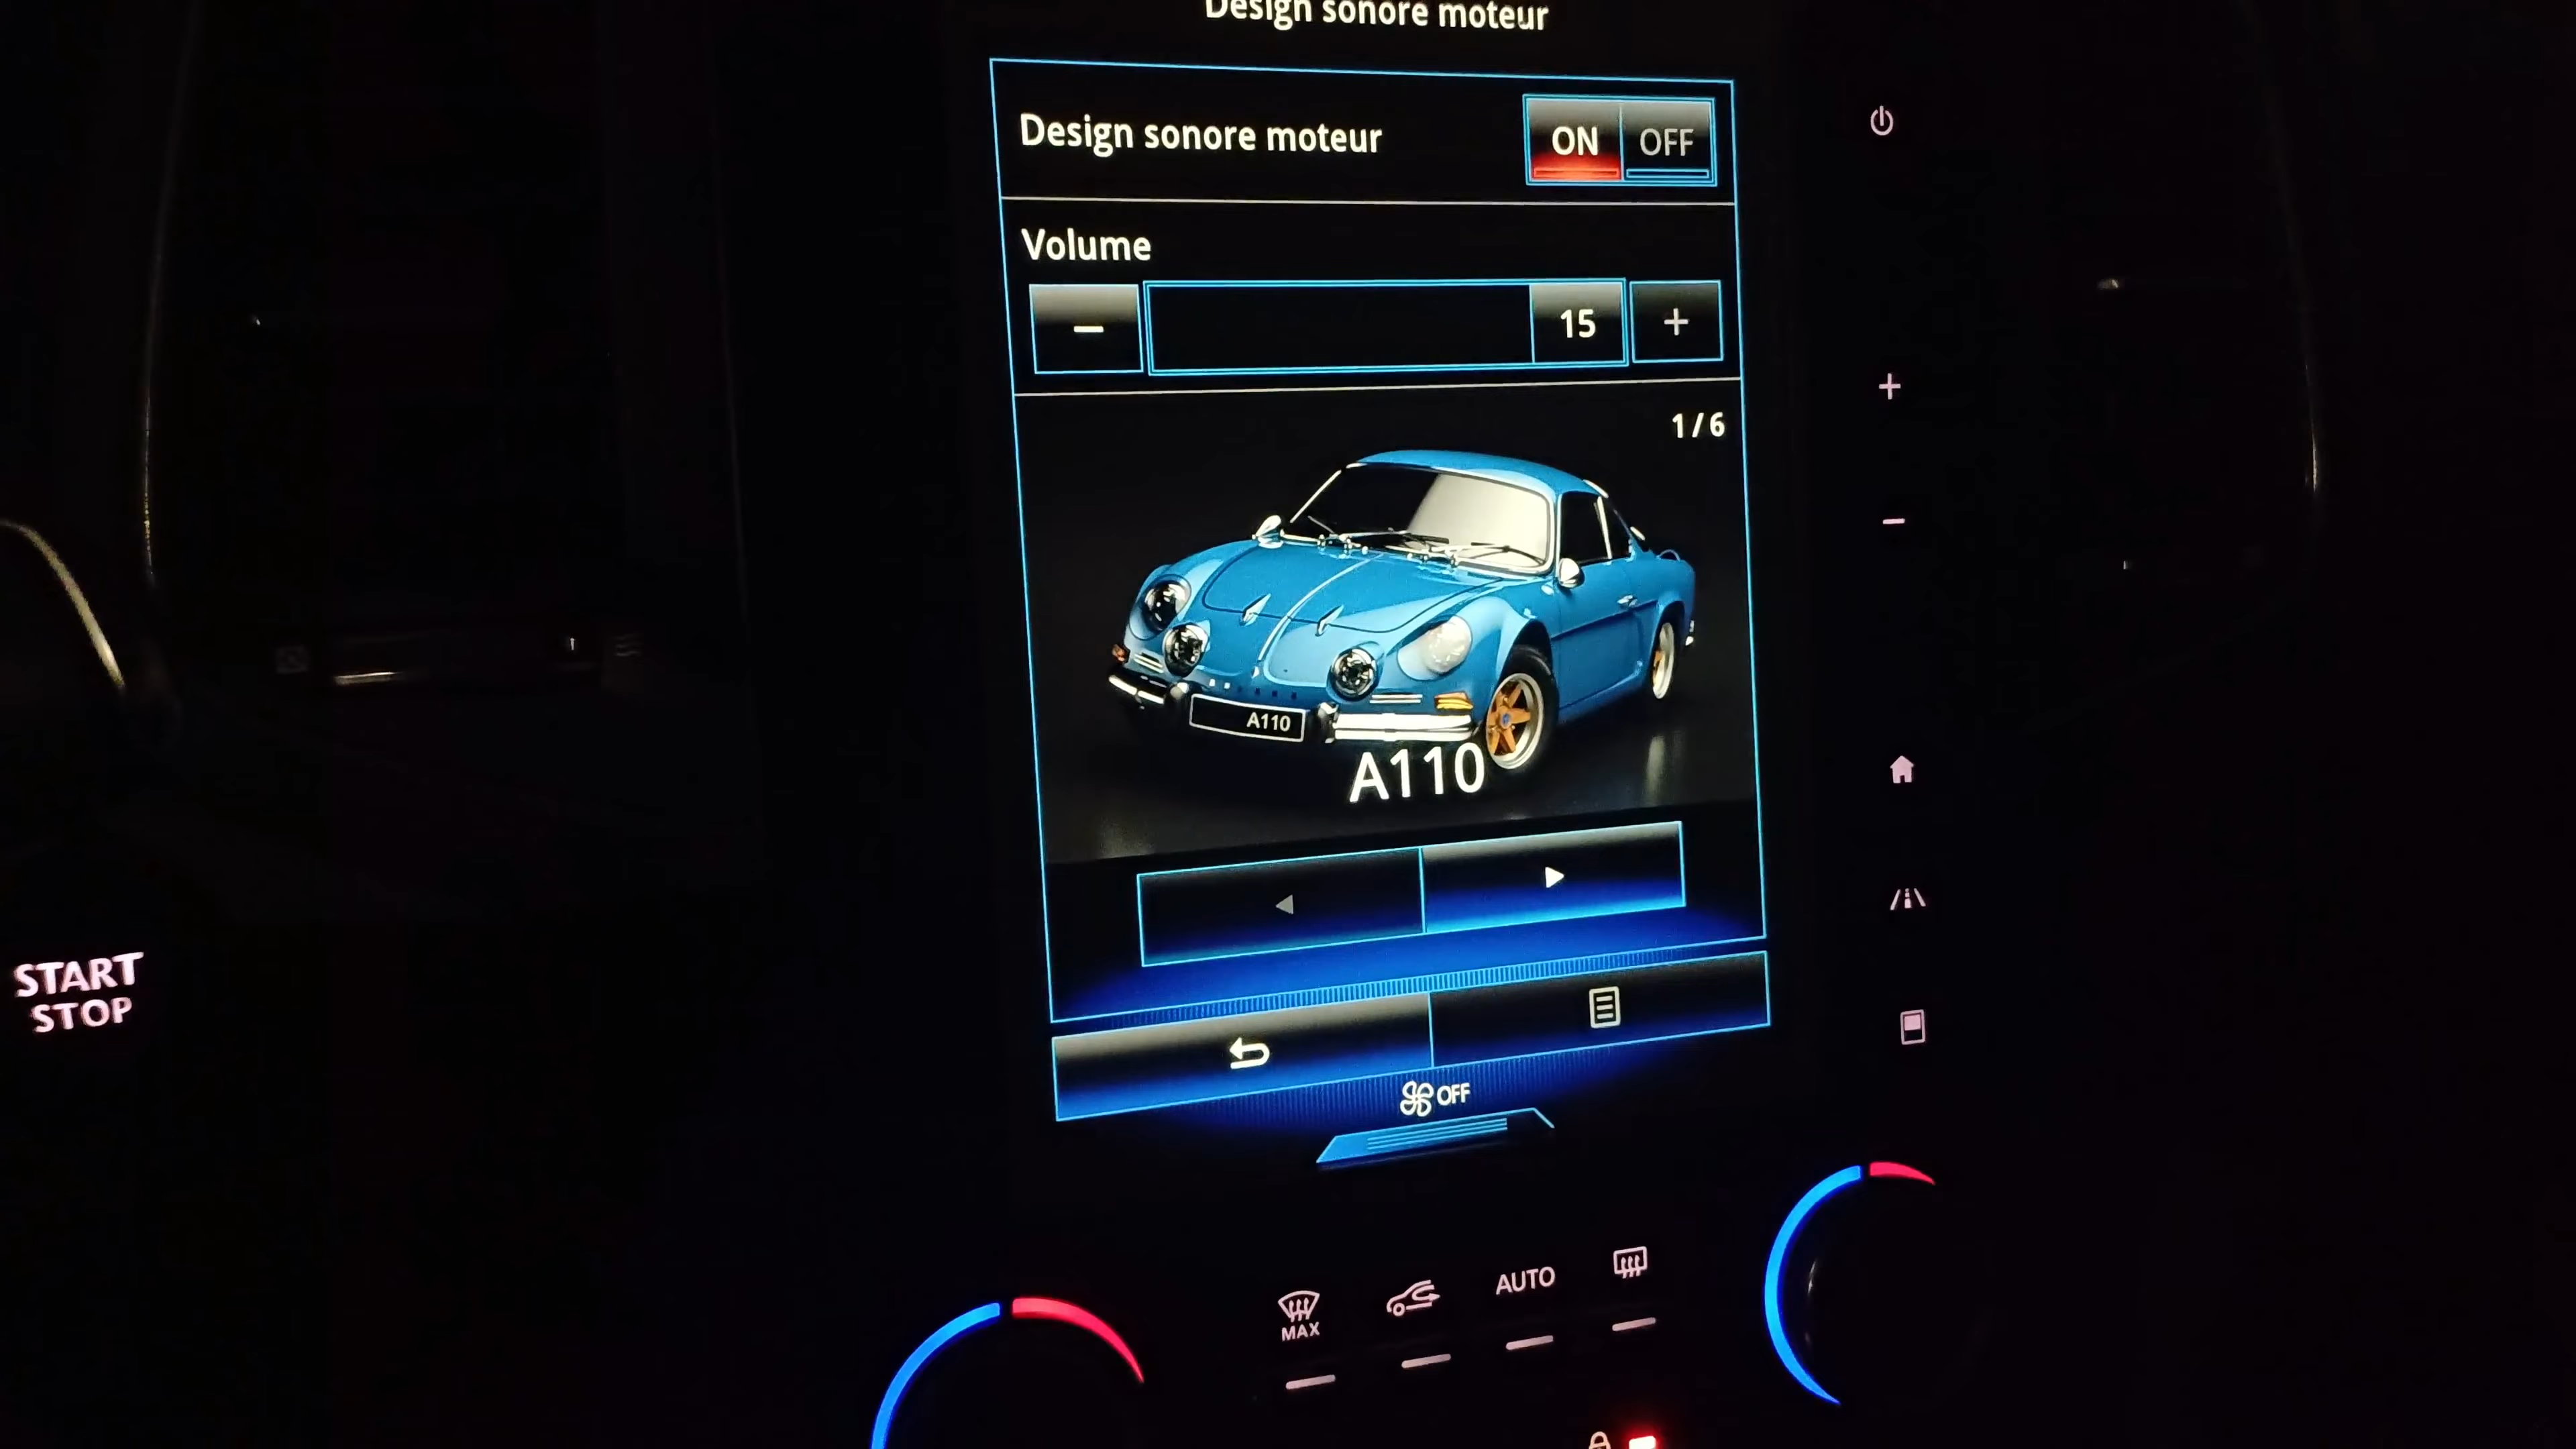 Design sonore moteur
Design sonore moteur
ON OFF
Volume
− 15 +
1 / 6
A110
A110
START
STOP
OFF
MAX
AUTO